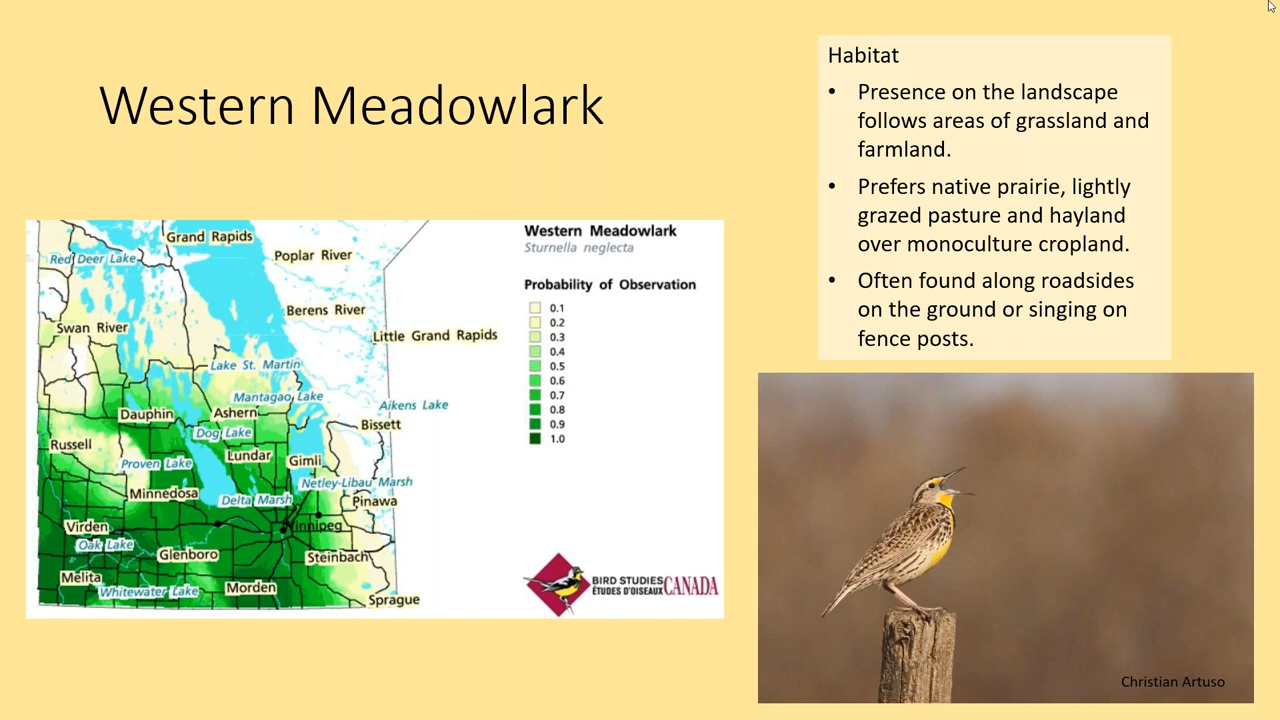 Western Meadowlark
Habitat
• Presence on the landscape
follows areas of grassland and
farmland.
• Prefers native prairie, lightly
grazed pasture and hayland
over monoculture cropland.
• Often found along roadsides
on the ground or singing on
fence posts.
Grand Rapids
Red Deer Lake
Poplar River
Berens River
Swan River
Little Grand Rapids
Lake St. Martin
Mantagao Lake
Aikens Lake
Dauphin
Ashern
Bissett
Dog Lake
Russell
Lundar
Gimli
Proven Lake
Netley-Libau Marsh
Minnedosa
Delta Marsh
Pinawa
Virden
Winnipeg
Oak Lake
Glenboro
Steinbach
Melita
Whitewater Lake
Morden
Sprague
Western Meadowlark
Sturnella neglecta
Probability of Observation
0.1
0.2
0.3
0.4
0.5
0.6
0.7
0.8
0.9
1.0
BIRD STUDIES
ÉTUDES D'OISEAUX CANADA
Christian Artuso